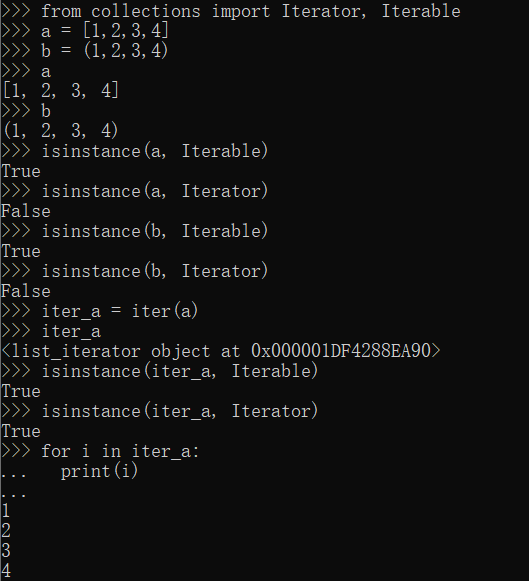 >>> from collections import Iterator, Iterable
>>> a = [1,2,3,4]
>>> b = (1,2,3,4)
>>> a
[1, 2, 3, 4]
>>> b
(1, 2, 3, 4)
>>> isinstance(a, Iterable)
True
>>> isinstance(a, Iterator)
False
>>> isinstance(b, Iterable)
True
>>> isinstance(b, Iterator)
False
>>> iter_a = iter(a)
>>> iter_a
<list_iterator object at 0x000001DF4288EA90>
>>> isinstance(iter_a, Iterable)
True
>>> isinstance(iter_a, Iterator)
True
>>> for i in iter_a:
...   print(i)
...
1
2
3
4